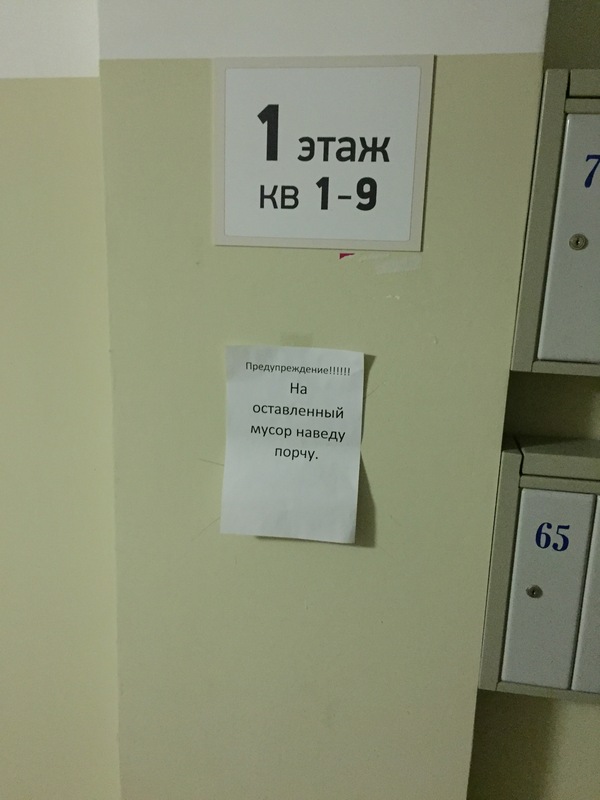 1 этаж
кв 1-9
Предупреждение!!!!!!
На
оставленный
мусор наведу
порчу.
7
65